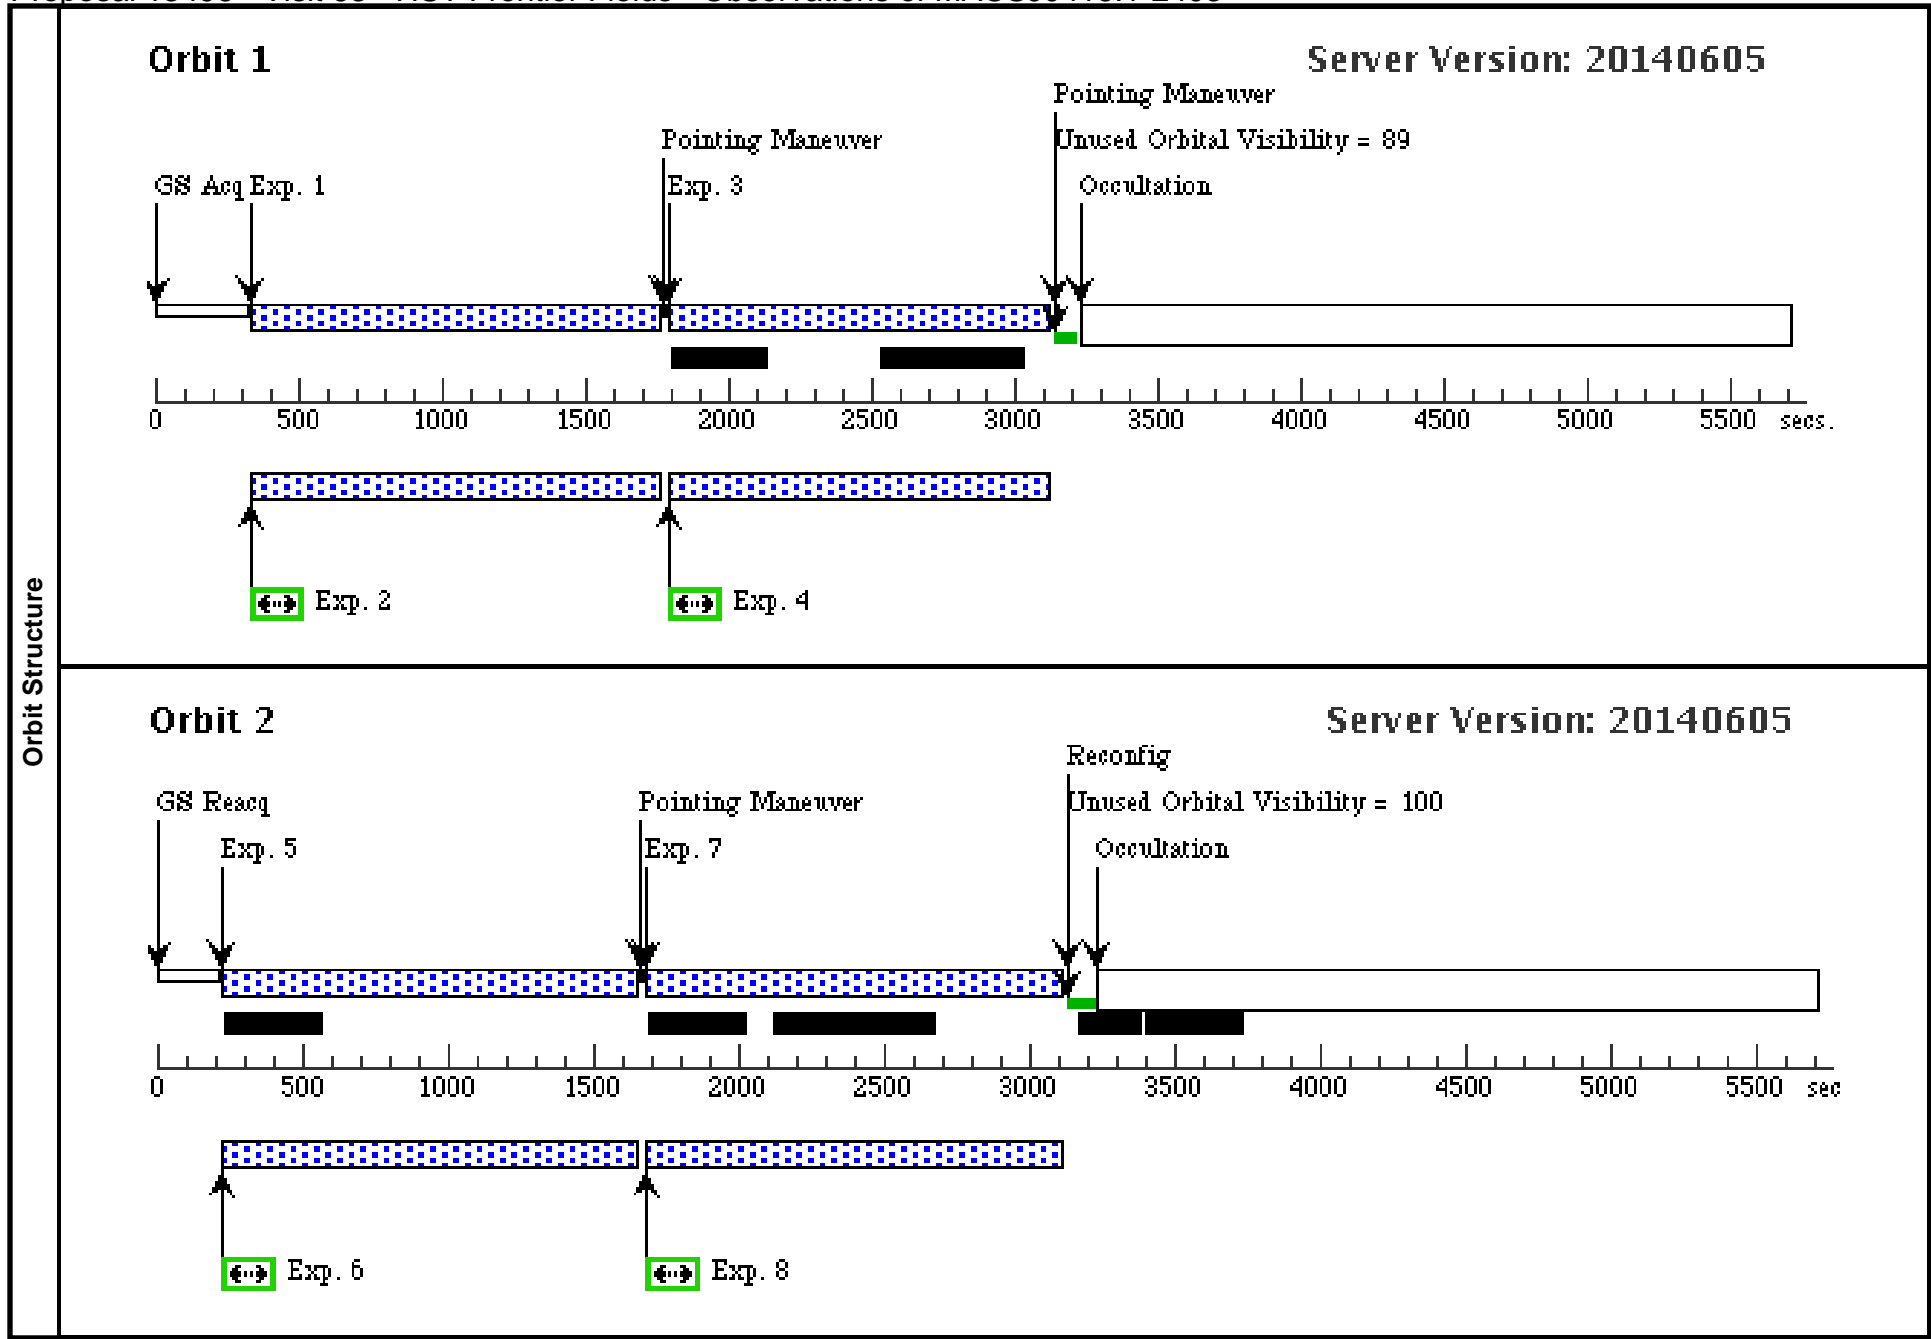 Orbit 1
Server Version: 20140605
Pointing Maneuver
Pointing Maneuver
Unused Orbital Visibility = 89
GS Acq
Exp. 1
Exp. 3
Occultation
0 500 1000 1500 2000 2500 3000 3500 4000 4500 5000 5500 secs.
Exp. 2
Exp. 4
Orbit Structure
Orbit 2
Server Version: 20140605
Reconfig
GS Reacq
Pointing Maneuver
Unused Orbital Visibility = 100
Exp. 5
Exp. 7
Occultation
0 500 1000 1500 2000 2500 3000 3500 4000 4500 5000 5500 sec
Exp. 6
Exp. 8